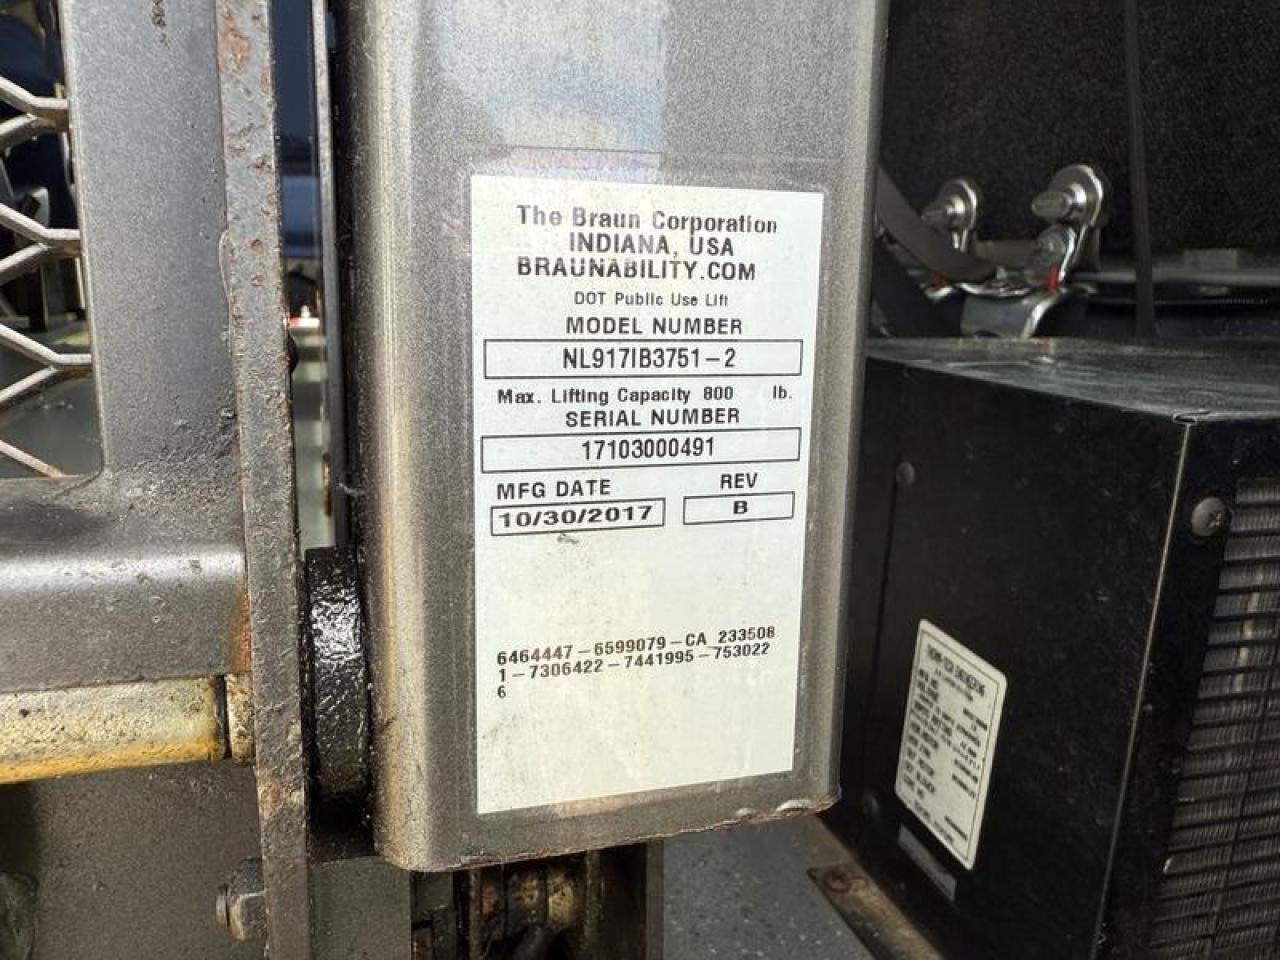 The Braun Corporation
INDIANA, USA
BRAUNABILITY.COM
DOT Public Use Lift
MODEL NUMBER
NL917IB3751-2
Max. Lifting Capacity 800 lb.
SERIAL NUMBER
17103000491
MFG DATE REV
10/30/2017 B
6464447-6599079-CA 233508
1-7306422-7441995-753022
6